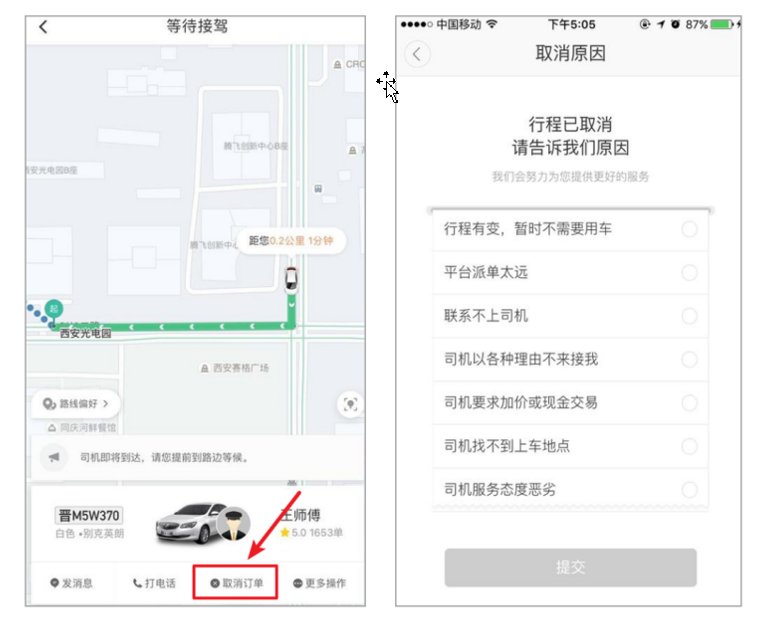 等待接驾
CRO
腾飞创新中心B座
西安光电园B座
距您0.2公里 1分钟
腾飞创新中心
起
西安光电园
西安赛格广场
路线偏好 >
同庆河鲜餐馆
司机即将到达，请您提前到路边等候。
晋M5W370
王师傅
白色•别克英朗
5.0 1653单
发消息
打电话
取消订单
更多操作
中国移动
下午5:05
87%
取消原因
行程已取消
请告诉我们原因
我们会努力为您提供更好的服务
行程有变，暂时不需要用车
平台派单太远
联系不上司机
司机以各种理由不来接我
司机要求加价或现金交易
司机找不到上车地点
司机服务态度恶劣
提交